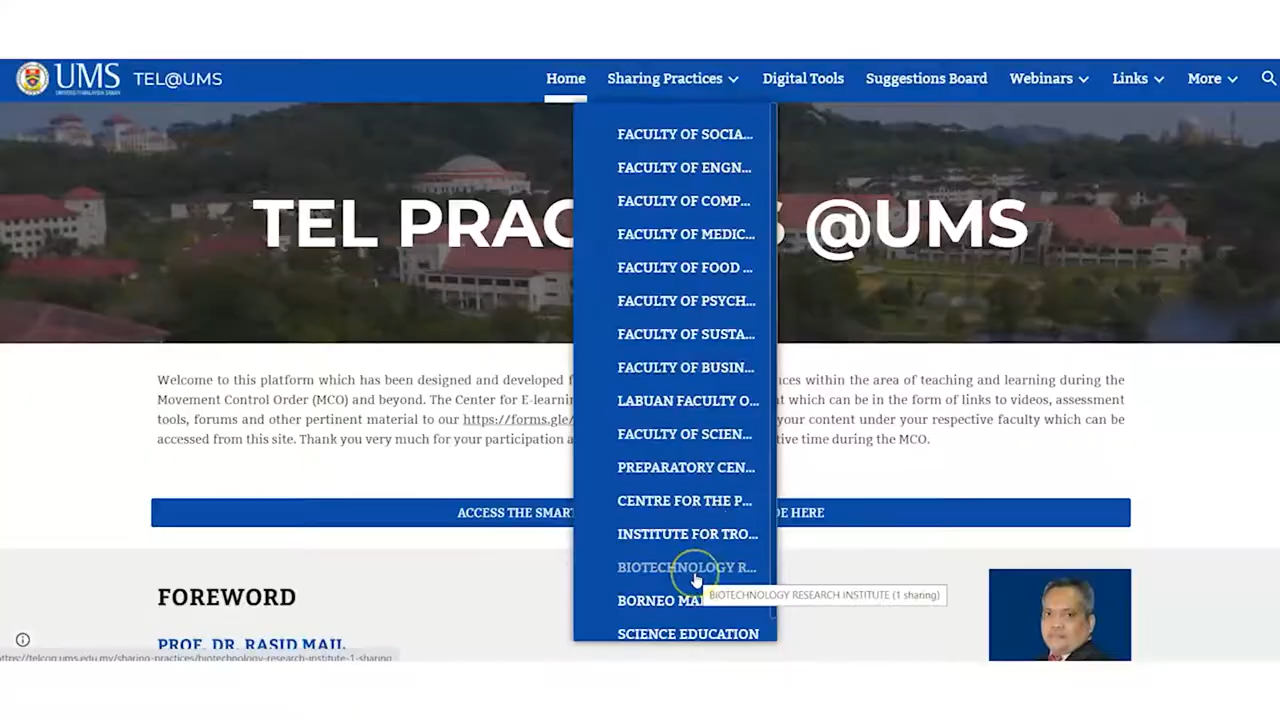 UMS TEL@UMS Home Sharing Practices Digital Tools Suggestions Board Webinars Links More
UNIVERSITI MALAYSIA SABAH
FACULTY OF SOCIA...
FACULTY OF ENGN...
FACULTY OF COMP...
FACULTY OF MEDIC...
FACULTY OF FOOD ...
FACULTY OF PSYCH...
FACULTY OF SUSTA...
FACULTY OF BUSIN...
LABUAN FACULTY O...
FACULTY OF SCIEN...
PREPARATORY CEN...
CENTRE FOR THE P...
INSTITUTE FOR TRO...
BIOTECHNOLOGY R...
BIOTECHNOLOGY RESEARCH INSTITUTE (1 sharing)
BORNEO MA
SCIENCE EDUCATION
TEL PRAC S @UMS
Welcome to this platform which has been designed and developed f nces within the area of teaching and learning during the
Movement Control Order (MCO) and beyond. The Center for E-learnin nt which can be in the form of links to videos, assessment
tools, forums and other pertinent material to our https://forms.gle/ your content under your respective faculty which can be
accessed from this site. Thank you very much for your participation a tive time during the MCO.
ACCESS THE SMART DE HERE
FOREWORD
PROF. DR. RASID MAIL
https://telcog.ums.edu.my/sharing-practices/biotechnology-research-institute-1-sharing